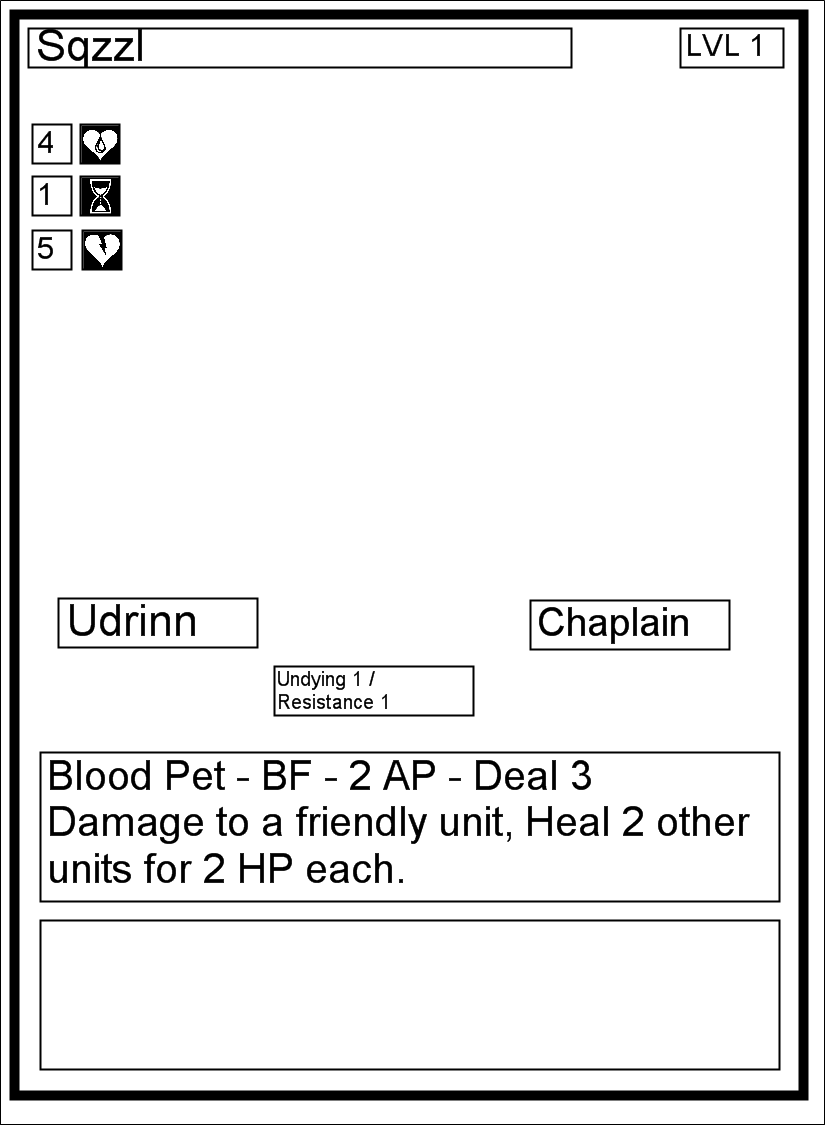 Sqzzl
LVL 1
4
1
5
Udrinn
Chaplain
Undying 1 /
Resistance 1
Blood Pet - BF - 2 AP - Deal 3
Damage to a friendly unit, Heal 2 other
units for 2 HP each.